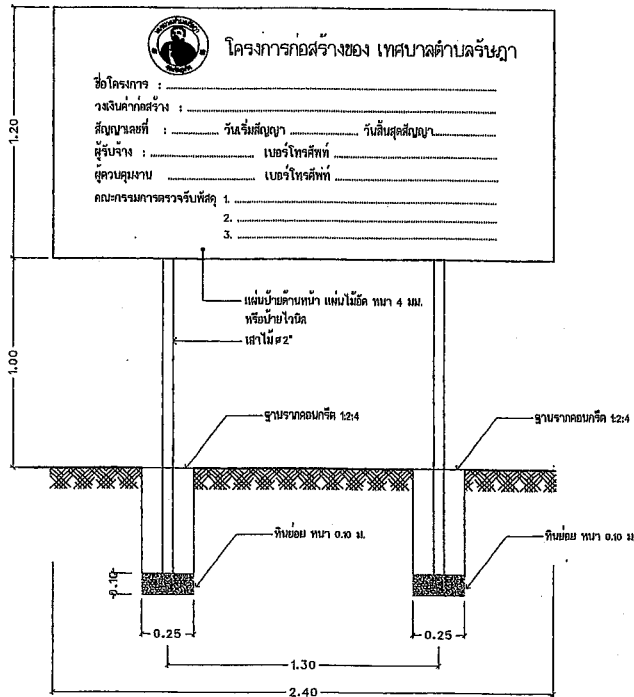 โครงการก่อสร้างของ เทศบาลตำบลรัษฎา
ชื่อโครงการ :
วงเงินค่าก่อสร้าง :
สัญญาเลขที่ : วันเริ่มสัญญา วันสิ้นสุดสัญญา
ผู้รับจ้าง : เบอร์โทรศัพท์
ผู้ควบคุมงาน เบอร์โทรศัพท์
คณะกรรมการตรวจรับพัสดุ 1.
2.
3.
1.20
แผ่นป้ายด้านหน้า แผ่นไม้อัด หนา 4 มม.
หรือป้ายไวนิล
เสาไม้ ø 2"
1.00
ฐานรากคอนกรีต 1:2:4
ฐานรากคอนกรีต 1:2:4
หินย่อย หนา 0.10 ม.
หินย่อย หนา 0.10 ม
0.10
0.25
0.25
1.30
2.40